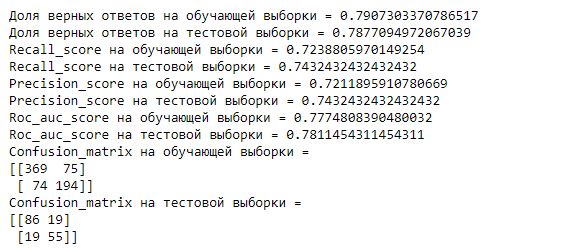 Доля верных ответов на обучающей выборки = 0.7907303370786517
Доля верных ответов на тестовой выборки = 0.7877094972067039
Recall_score на обучающей выборки = 0.7238805970149254
Recall_score на тестовой выборки = 0.7432432432432432
Precision_score на обучающей выборки = 0.7211895910780669
Precision_score на тестовой выборки = 0.7432432432432432
Roc_auc_score на обучающей выборки = 0.7774808390480032
Roc_auc_score на тестовой выборки = 0.7811454311454311
Confusion_matrix на обучающей выборки =
[[369  75]
 [ 74 194]]
Confusion_matrix на тестовой выборки =
[[86 19]
 [19 55]]